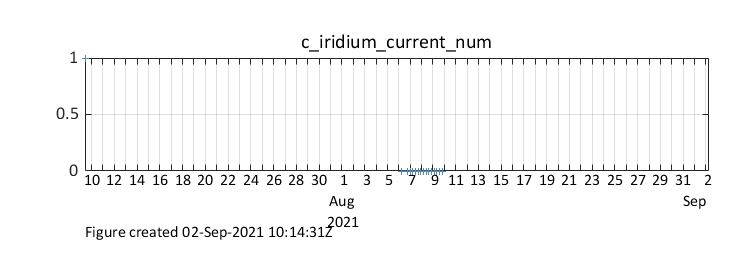 c_iridium_current_num
1
0.5
0
10 12 14 16 18 20 22 24 26 28 30 1 3 5 7 9 11 13 15 17 19 21 23 25 27 29 31 2
Aug Sep
2021
Figure created 02-Sep-2021 10:14:31Z